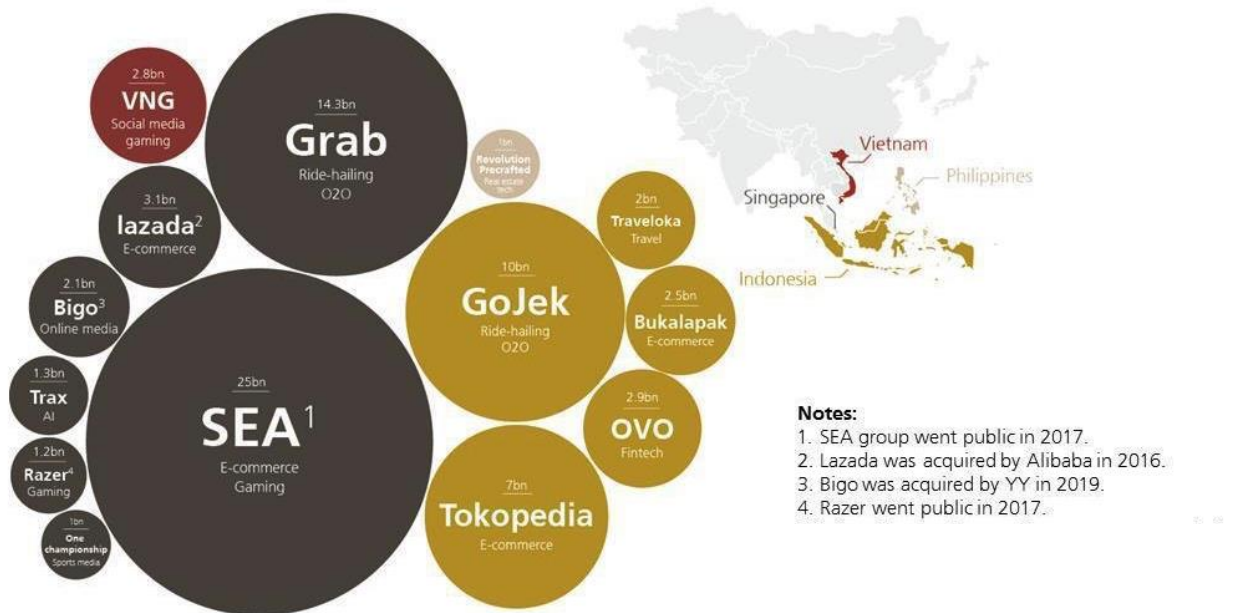 2.8bn
VNG
Social media
gaming
14.3bn
Grab
Ride-hailing
O2O
1bn
Revolution
Precrafted
Real estate
tech
3.1bn
lazada²
E-commerce
2bn
Traveloka
Travel
2.1bn
Bigo³
Online media
10bn
GoJek
Ride-hailing
O2O
2.5bn
Bukalapak
E-commerce
1.3bn
Trax
AI
25bn
SEA¹
E-commerce
Gaming
2.9bn
OVO
Fintech
1.2bn
Razer⁴
Gaming
7bn
Tokopedia
E-commerce
1bn
One
championship
Sports media
Vietnam
Philippines
Singapore
Indonesia
Notes:
1. SEA group went public in 2017.
2. Lazada was acquired by Alibaba in 2016.
3. Bigo was acquired by YY in 2019.
4. Razer went public in 2017.